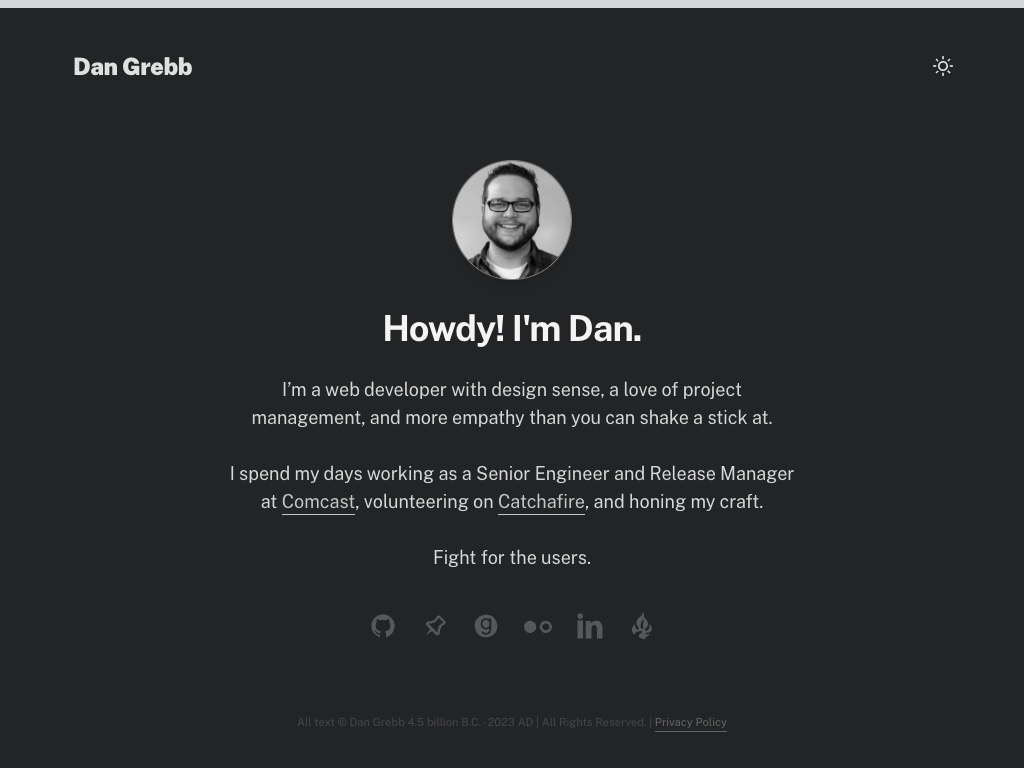 Dan Grebb
Howdy! I'm Dan.
I’m a web developer with design sense, a love of project
management, and more empathy than you can shake a stick at.
I spend my days working as a Senior Engineer and Release Manager
at Comcast, volunteering on Catchafire, and honing my craft.
Fight for the users.
All text © Dan Grebb 4.5 billion B.C. - 2023 AD | All Rights Reserved. | Privacy Policy